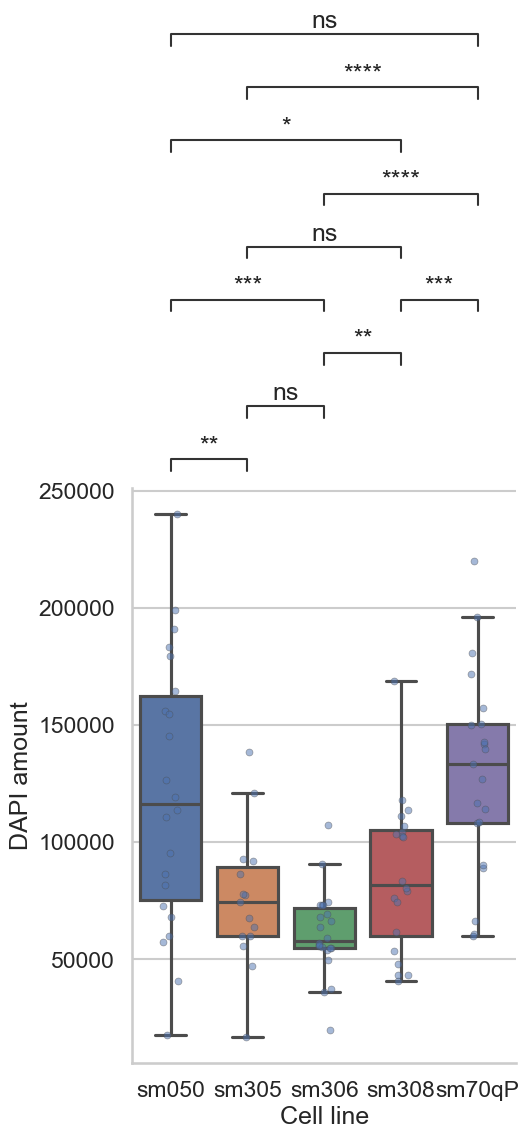 ns
****
*
****
ns
*** ***
**
ns
**
250000
200000
150000
100000
50000
DAPI amount
sm050 sm305 sm306 sm308 sm70qP
Cell line